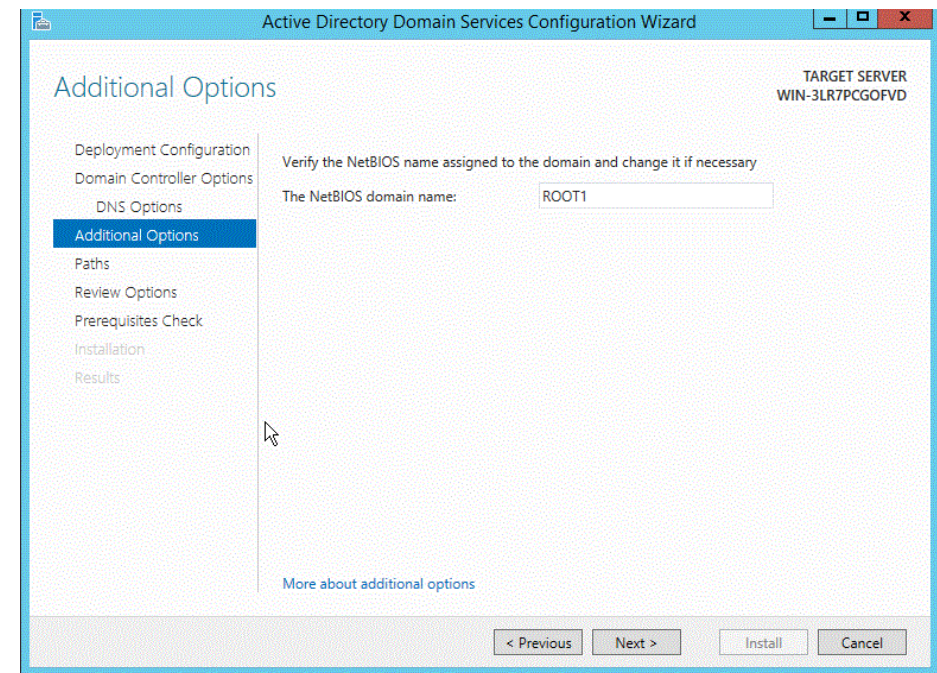 Active Directory Domain Services Configuration Wizard
Additional Options
TARGET SERVER
WIN-3LR7PCGOFVD
Deployment Configuration
Domain Controller Options
DNS Options
Additional Options
Paths
Review Options
Prerequisites Check
Installation
Results
Verify the NetBIOS name assigned to the domain and change it if necessary
The NetBIOS domain name: ROOT1
More about additional options
< Previous Next > Install Cancel